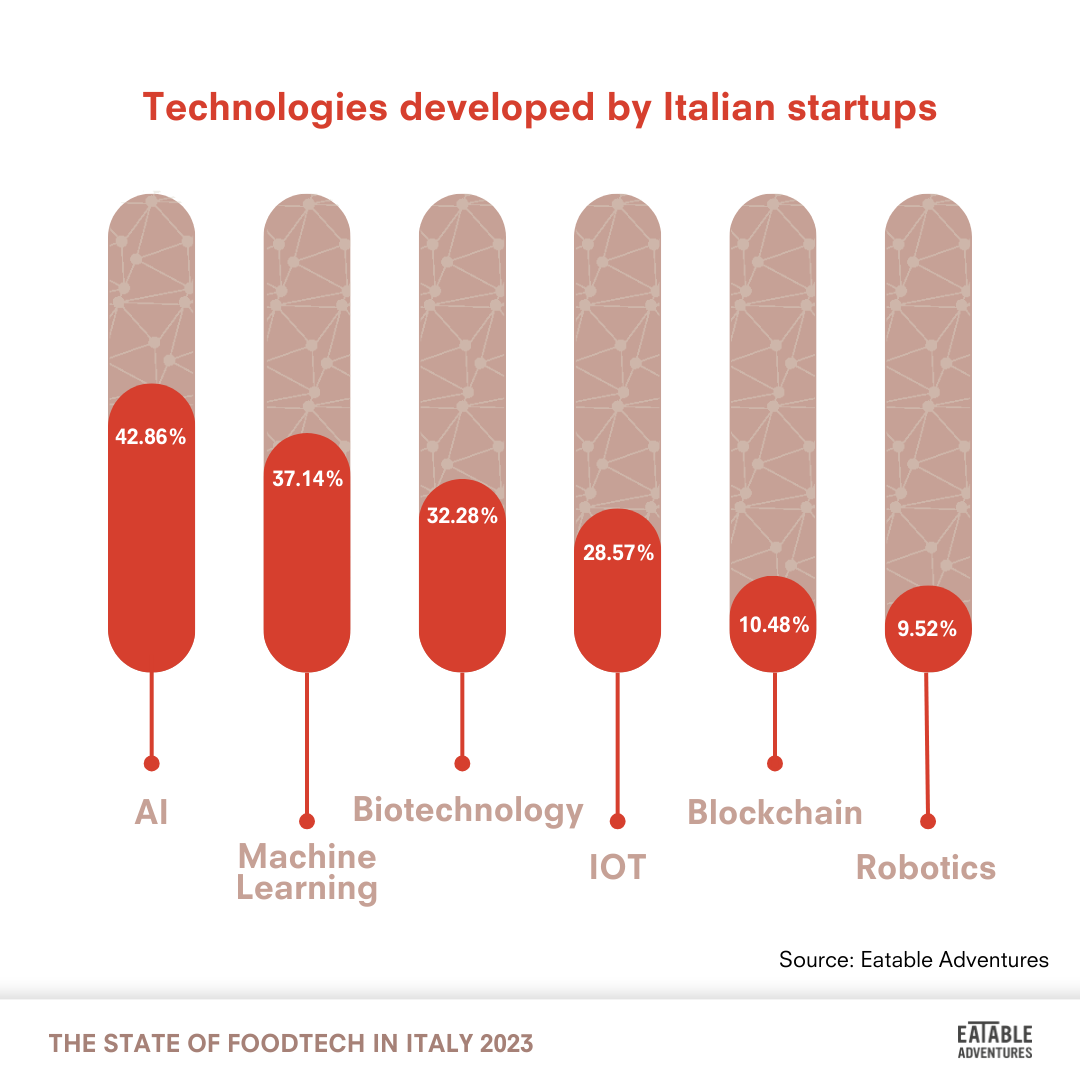 Technologies developed by Italian startups
42.86%
37.14%
32.28%
28.57%
10.48%
9.52%
AI
Machine
Learning
Biotechnology
IOT
Blockchain
Robotics
Source: Eatable Adventures
THE STATE OF FOODTECH IN ITALY 2023
EATABLE
ADVENTURES